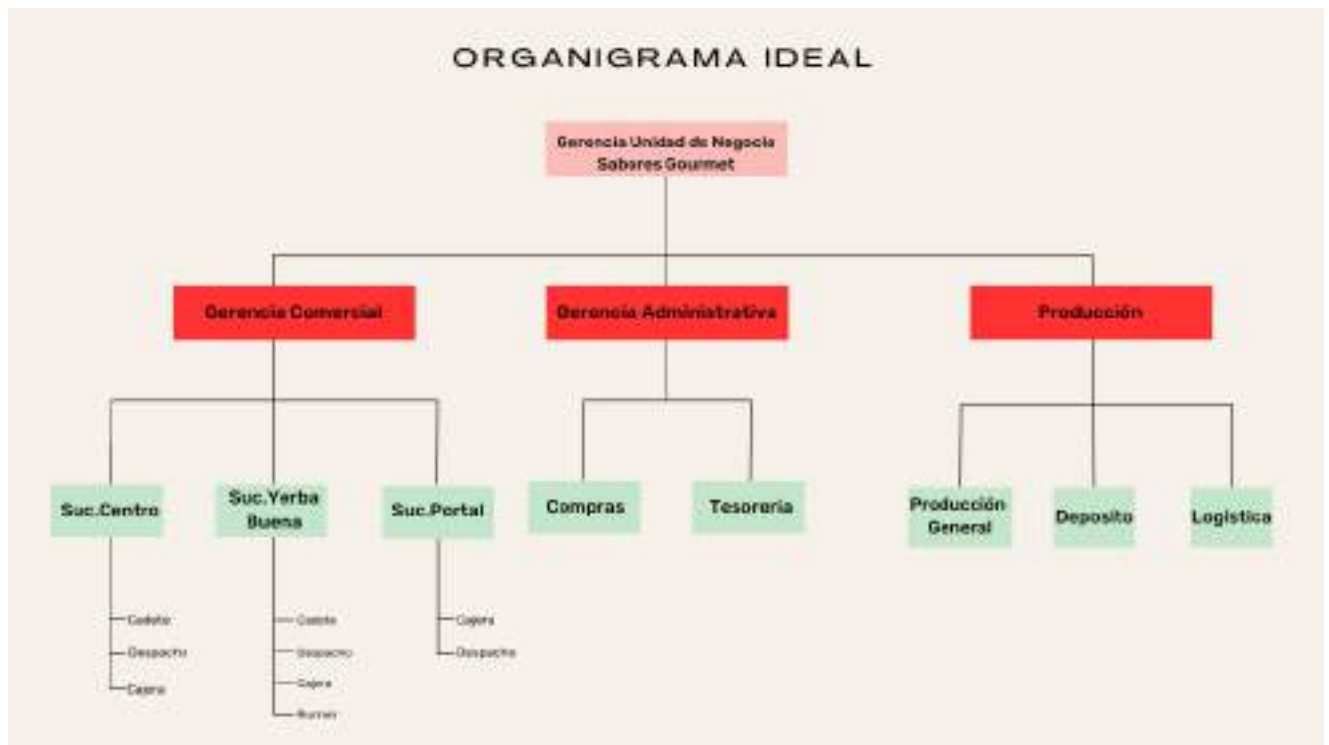 ORGANIGRAMA IDEAL
Gerencia Unidad de Negocio
Sabores Gourmet
Gerencia Comercial
Gerencia Administrativa
Producción
Suc.Centro
Suc.Yerba
Buena
Suc.Portal
Compras
Tesoreria
Producción
General
Deposito
Logistica
Cadete
Despacho
Cajera
Cadete
Despacho
Cajera
Cajera
Despacho